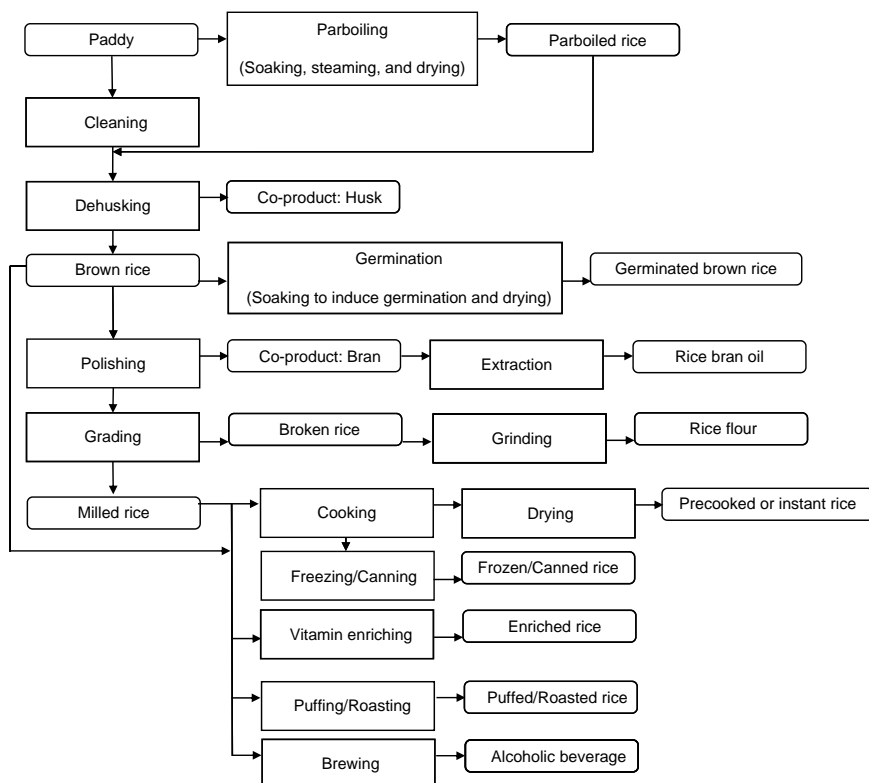 Paddy
Parboiling
(Soaking, steaming, and drying)
Parboiled rice
Cleaning
Dehusking
Co-product: Husk
Brown rice
Germination
(Soaking to induce germination and drying)
Germinated brown rice
Polishing
Co-product: Bran
Extraction
Rice bran oil
Grading
Broken rice
Grinding
Rice flour
Milled rice
Cooking
Drying
Precooked or instant rice
Freezing/Canning
Frozen/Canned rice
Vitamin enriching
Enriched rice
Puffing/Roasting
Puffed/Roasted rice
Brewing
Alcoholic beverage